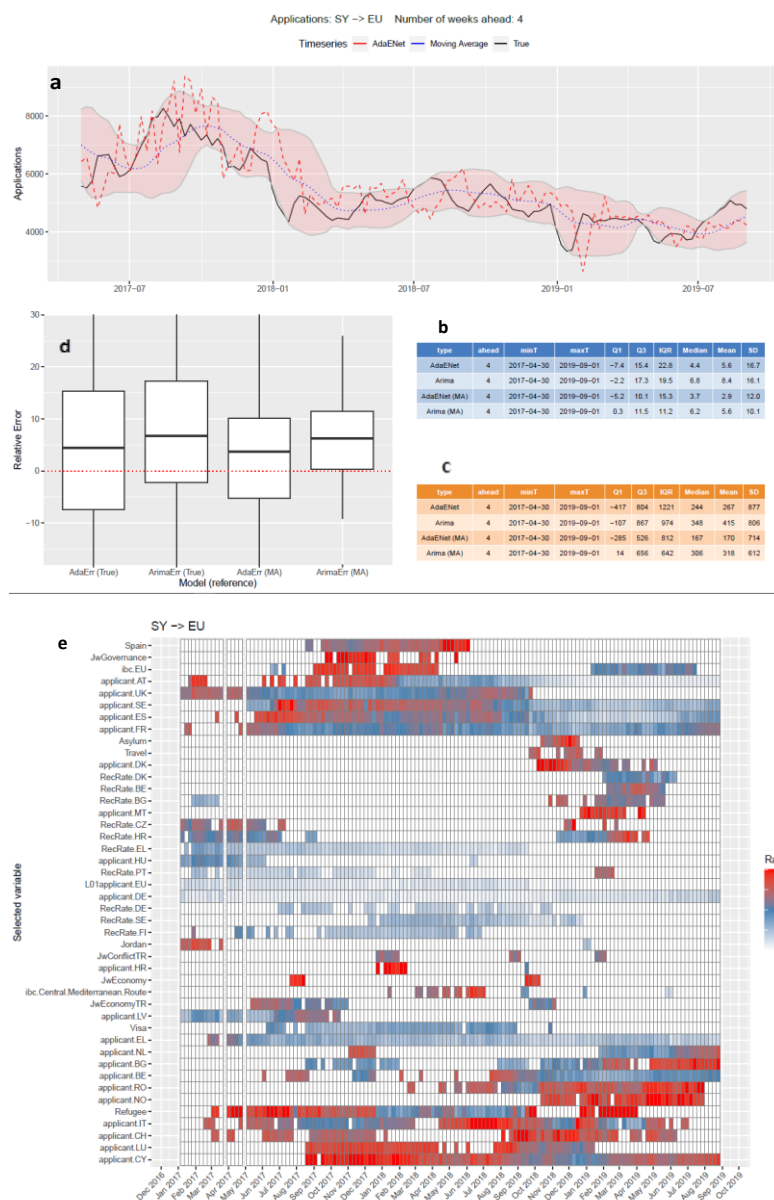 Applications: SY −> EU Number of weeks ahead: 4
Timeseries AdaENet Moving Average True
a
Applications
8000
6000
4000
2017−07
2018−01
2018−07
2019−01
2019−07
d
Relative Error
30
20
10
0
−10
AdaErr (True)
ArimaErr (True)
AdaErr (MA)
ArimaErr (MA)
Model (reference)
b
type ahead minT maxT Q1 Q3 IQR Median Mean SD
AdaENet 4 2017−04−30 2019−09−01 −7.4 15.4 22.8 4.4 5.6 16.7
Arima 4 2017−04−30 2019−09−01 −2.2 17.3 19.5 6.8 8.4 16.1
AdaENet (MA) 4 2017−04−30 2019−09−01 −5.2 10.1 15.3 3.7 2.9 12.0
Arima (MA) 4 2017−04−30 2019−09−01 0.3 11.5 11.2 6.2 5.6 10.1
c
type ahead minT maxT Q1 Q3 IQR Median Mean SD
AdaENet 4 2017−04−30 2019−09−01 −417 804 1221 244 267 877
Arima 4 2017−04−30 2019−09−01 −107 867 974 348 415 806
AdaENet (MA) 4 2017−04−30 2019−09−01 −285 526 812 167 170 714
Arima (MA) 4 2017−04−30 2019−09−01 14 656 642 306 318 612
e
SY −> EU
Selected variable
Spain
JwGovernance
ibc.EU
applicant.AT
applicant.UK
applicant.SE
applicant.ES
applicant.FR
Asylum
Travel
applicant.DK
RecRate.DK
RecRate.BE
RecRate.BG
applicant.MT
RecRate.CZ
RecRate.HR
RecRate.EL
applicant.HU
RecRate.PT
L01applicant.EU
applicant.DE
RecRate.DE
RecRate.SE
RecRate.FI
Jordan
JwConflictTR
applicant.HR
JwEconomy
ibc.Central.Mediterranean.Route
JwEconomyTR
applicant.LV
Visa
applicant.EL
applicant.NL
applicant.BG
applicant.BE
applicant.RO
applicant.NO
Refugee
applicant.IT
applicant.CH
applicant.LU
applicant.CY
Ra
Dec 2016
Jan 2017
Feb 2017
Mar 2017
Apr 2017
May 2017
Jun 2017
Jul 2017
Aug 2017
Sep 2017
Oct 2017
Nov 2017
Dec 2017
Jan 2018
Feb 2018
Mar 2018
Apr 2018
May 2018
Jun 2018
Jul 2018
Aug 2018
Sep 2018
Oct 2018
Nov 2018
Dec 2018
Jan 2019
Feb 2019
Mar 2019
Apr 2019
May 2019
Jun 2019
Jul 2019
Aug 2019
Sep 2019
Oct 2019